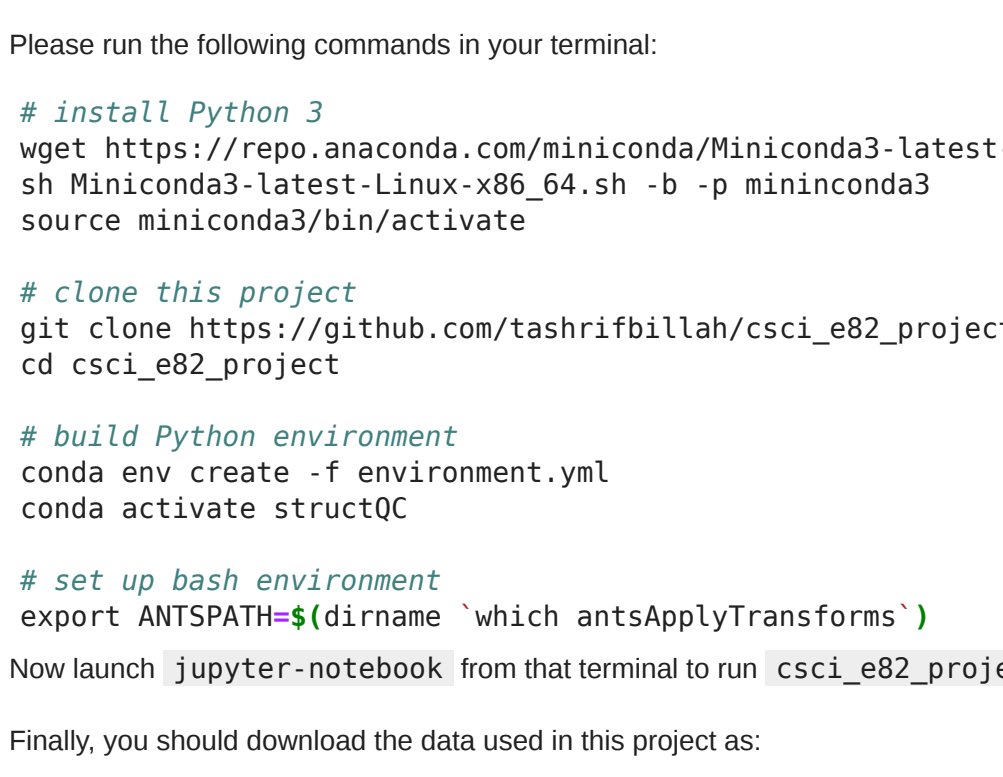 Please run the following commands in your terminal:
# install Python 3
wget https://repo.anaconda.com/miniconda/Miniconda3-latest-
sh Miniconda3-latest-Linux-x86_64.sh -b -p mininconda3
source miniconda3/bin/activate
# clone this project
git clone https://github.com/tashrifbillah/csci_e82_project
cd csci_e82_project
# build Python environment
conda env create -f environment.yml
conda activate structQC
# set up bash environment
export ANTSPATH=$(dirname `which antsApplyTransforms`)
Now launch jupyter-notebook from that terminal to run csci_e82_proje
Finally, you should download the data used in this project as: